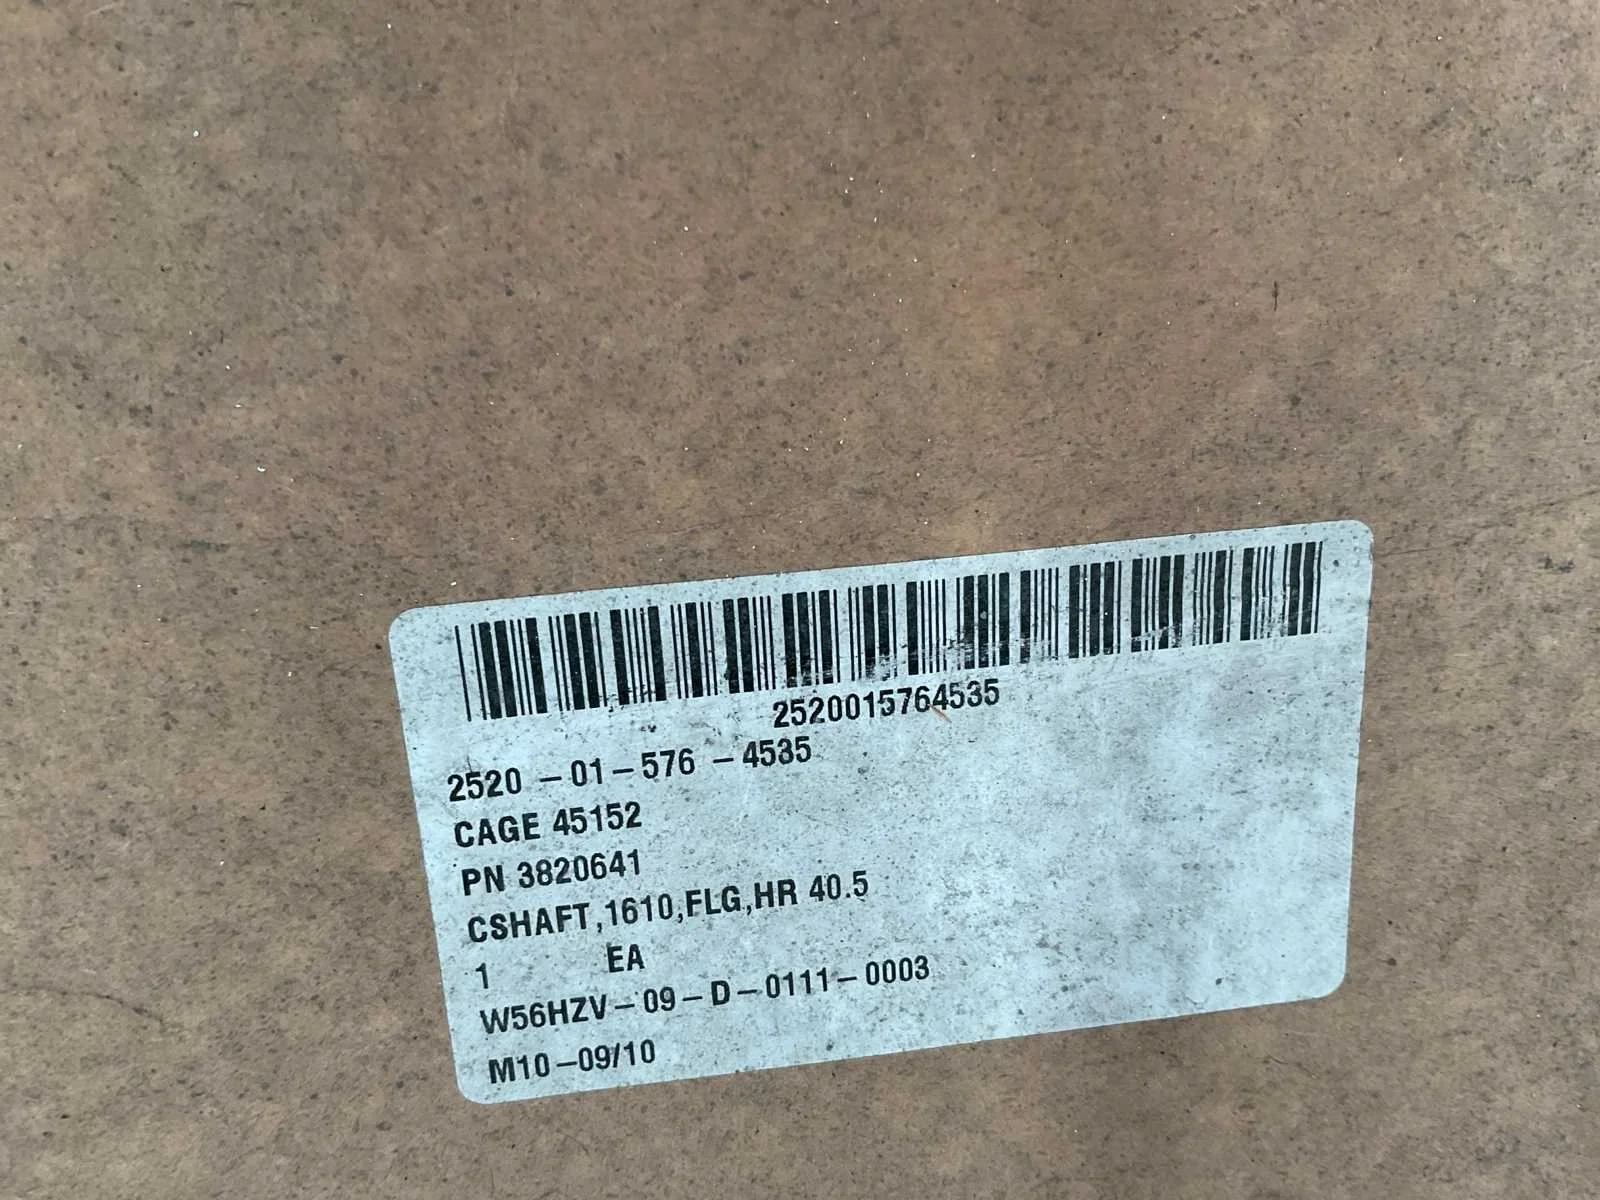 2520015764535
2520 -01-576 -4535
CAGE 45152
PN 3820641
CSHAFT,1610,FLG,HR 40.5
1 EA
W56HZV-09-D-0111-0003
M10-09/10